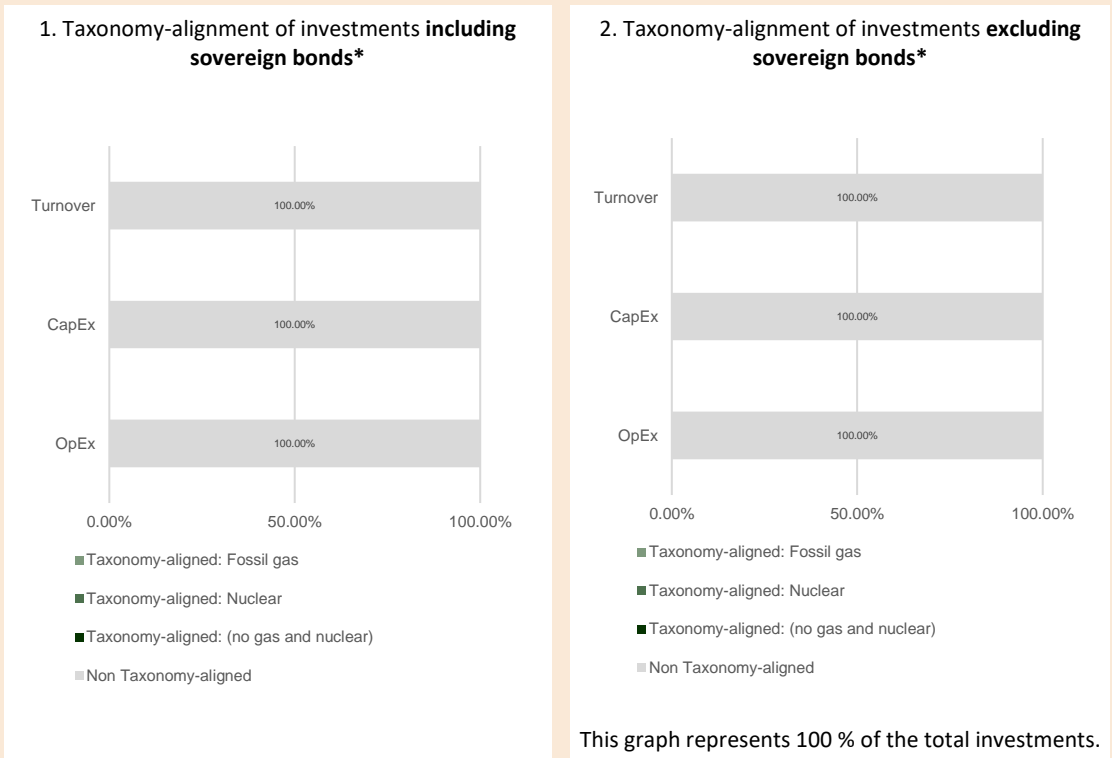 1. Taxonomy-alignment of investments including
sovereign bonds*
Turnover
100.00%
CapEx
100.00%
OpEx
100.00%
0.00% 50.00% 100.00%
Taxonomy-aligned: Fossil gas
Taxonomy-aligned: Nuclear
Taxonomy-aligned: (no gas and nuclear)
Non Taxonomy-aligned
2. Taxonomy-alignment of investments excluding
sovereign bonds*
Turnover
100.00%
CapEx
100.00%
OpEx
100.00%
0.00% 50.00% 100.00%
Taxonomy-aligned: Fossil gas
Taxonomy-aligned: Nuclear
Taxonomy-aligned: (no gas and nuclear)
Non Taxonomy-aligned
This graph represents 100 % of the total investments.